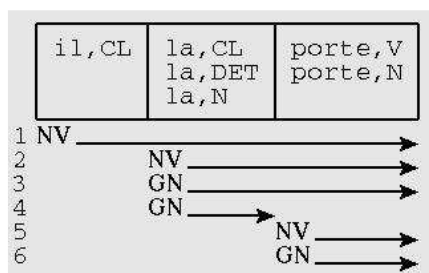 il,CL la,CL porte,V
la,DET porte,N
la,N
1 NV
2 NV
3 GN
4 GN
5 NV
6 GN